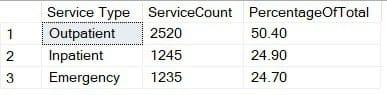 Service Type ServiceCount PercentageOfTotal
1 Outpatient 2520 50.40
2 Inpatient 1245 24.90
3 Emergency 1235 24.70